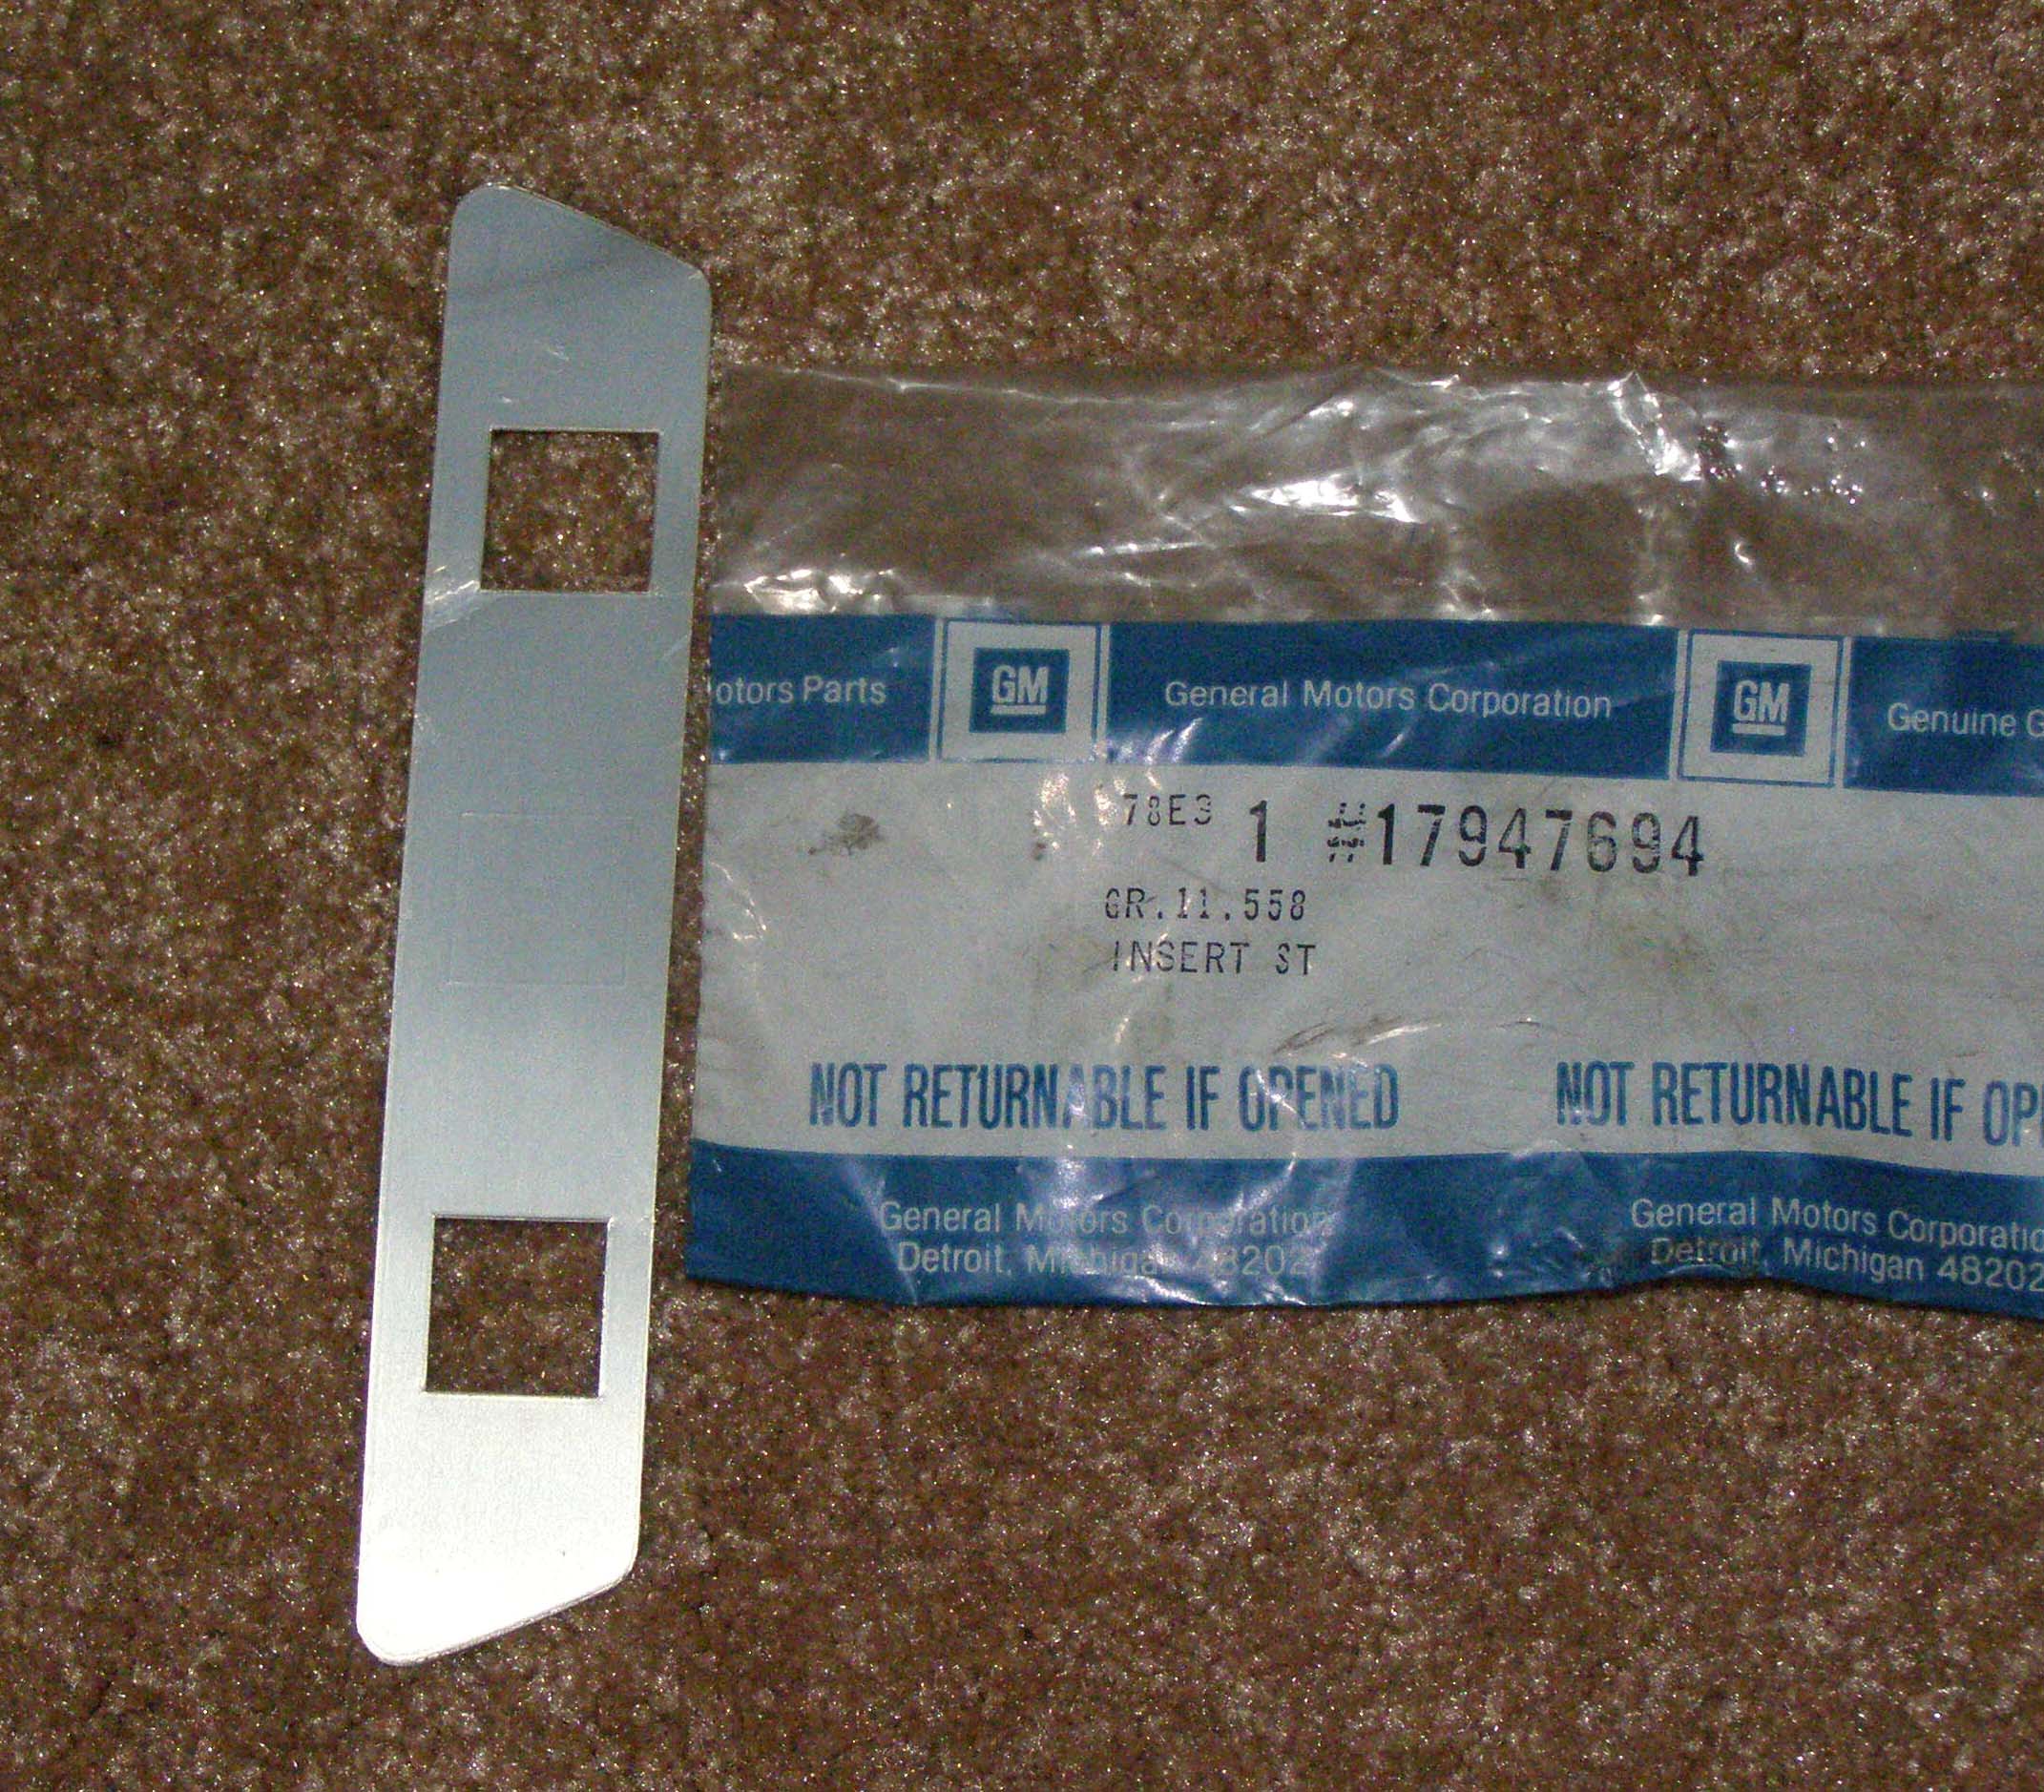 otors Parts GM General Motors Corporation GM Genuine G
78E3 1 #17947694
GR.11.558
INSERT ST
NOT RETURNABLE IF OPENED NOT RETURNABLE IF OP
General Motors Corporation General Motors Corporatio
Detroit, Michigan 48202 Detroit, Michigan 48202